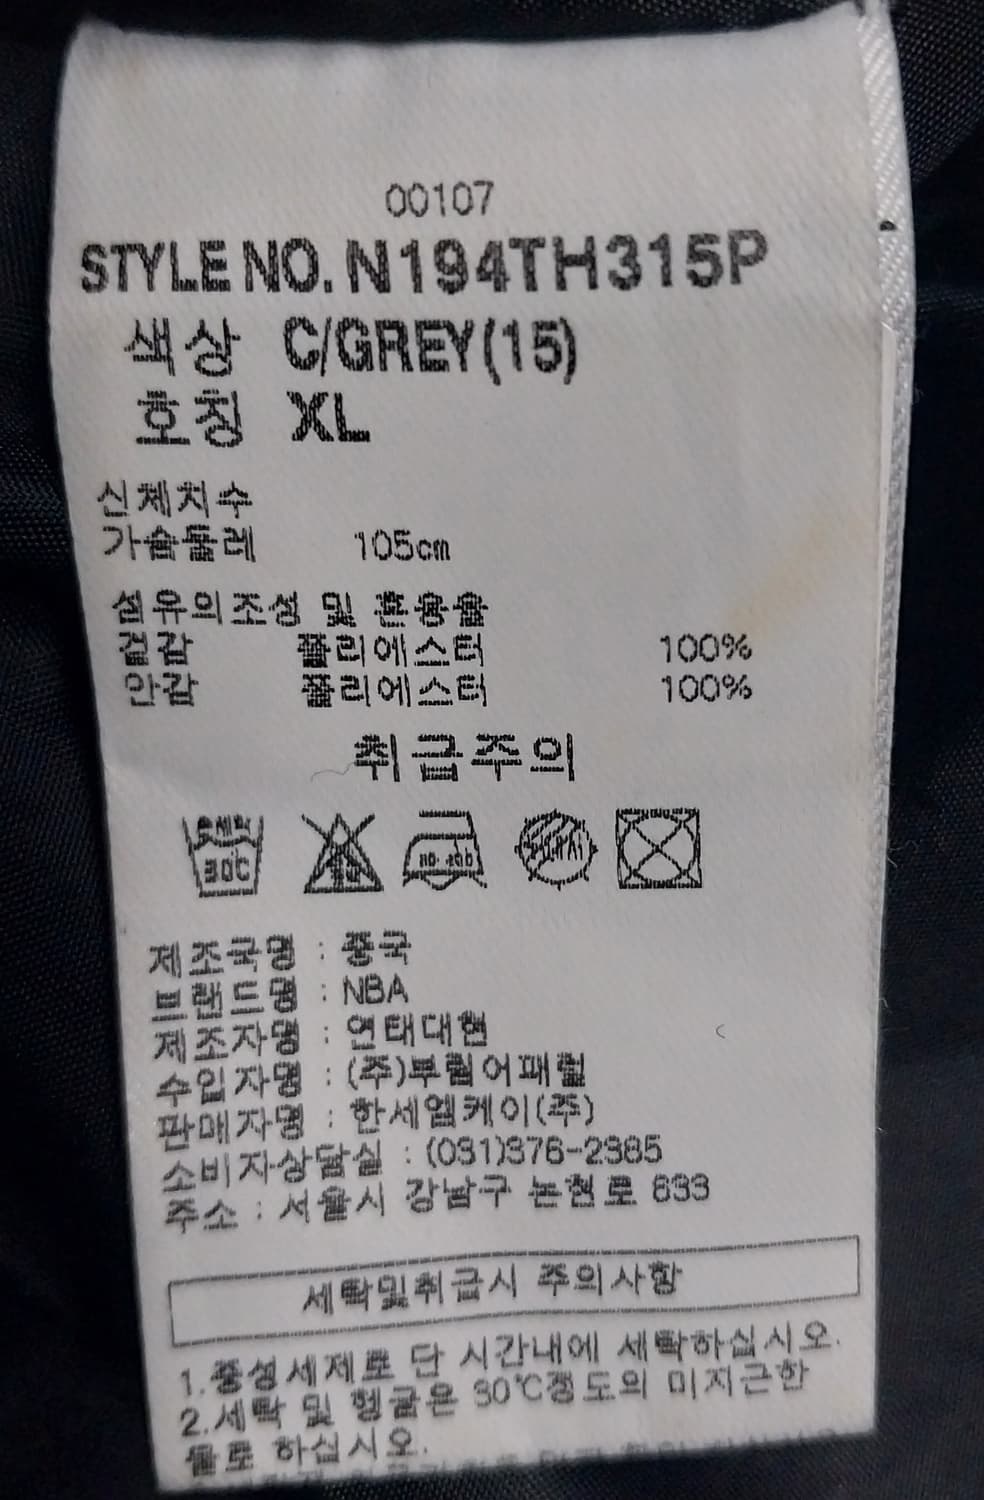 00107
STYLE NO. N194TH315P
색상 C/GREY(15)
호칭 XL
신체치수
가슴둘레 105cm
섬유의조성 및 혼용율
겉감 폴리에스터 100%
안감 폴리에스터 100%
취급주의
30℃
제조국명 : 중국
브랜드명 : NBA
제조자명 : 연태대현
수입자명 : (주)부림어패럴
판매자명 : 한세엠케이(주)
소비자상담실 : (031)376-2385
주소 : 서울시 강남구 논현로 633
세탁및취급시 주의사항
1.중성세제로 단 시간내에 세탁하십시오.
2.세탁 및 헹굼은 30℃정도의 미지근한
물로 하십시오.